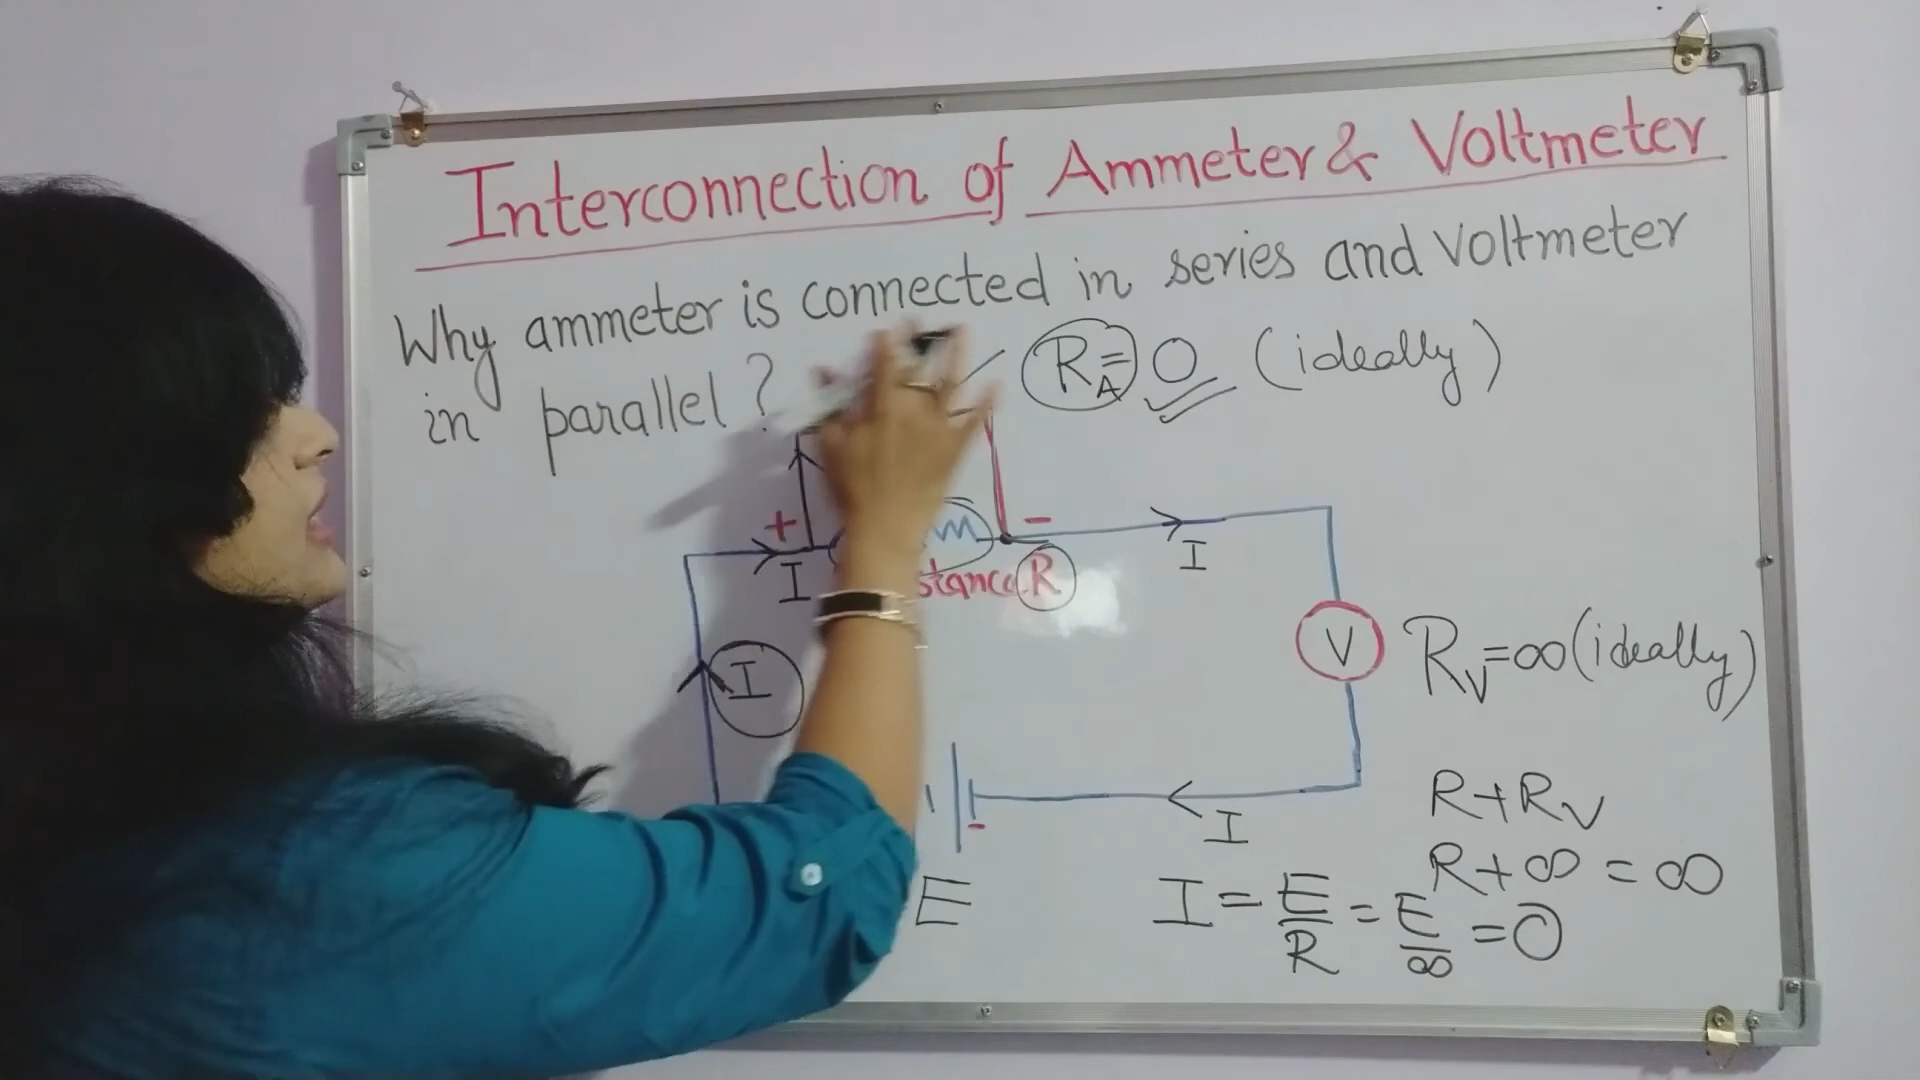 Interconnection of Ammeter & Voltmeter
Why ammeter is connected in series and Voltmeter
in parallel?
R_A = 0 (ideally)
+ -
I
I
R
I
V
R_V = ∞ (ideally)
-
I
E
R + R_V
R + ∞ = ∞
I = E/R = E/∞ = 0